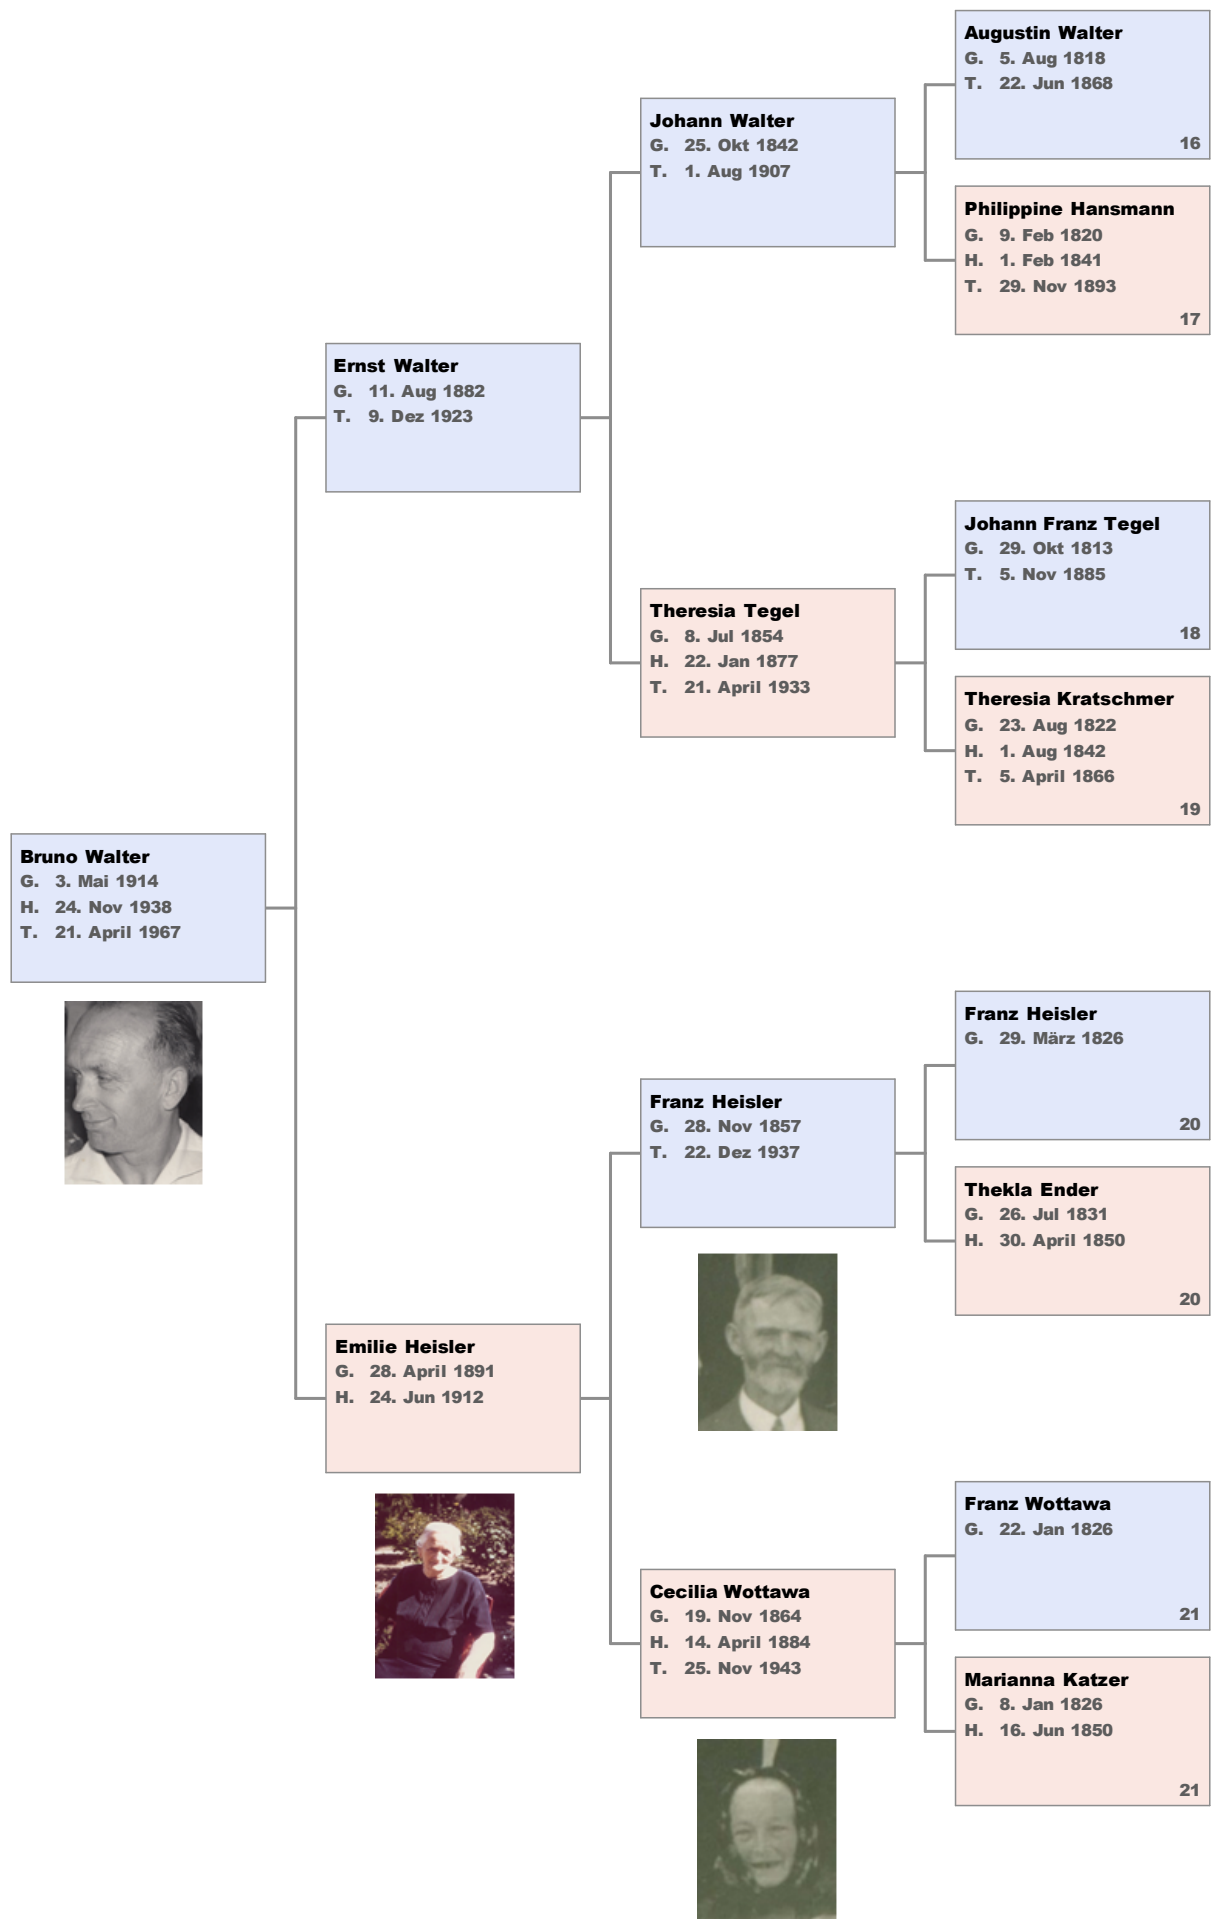 Augustin Walter
G. 5. Aug 1818
T. 22. Jun 1868
16
Johann Walter
G. 25. Okt 1842
T. 1. Aug 1907
Philippine Hansmann
G. 9. Feb 1820
H. 1. Feb 1841
T. 29. Nov 1893
17
Ernst Walter
G. 11. Aug 1882
T. 9. Dez 1923
Johann Franz Tegel
G. 29. Okt 1813
T. 5. Nov 1885
18
Theresia Tegel
G. 8. Jul 1854
H. 22. Jan 1877
T. 21. April 1933
Theresia Kratschmer
G. 23. Aug 1822
H. 1. Aug 1842
T. 5. April 1866
19
Bruno Walter
G. 3. Mai 1914
H. 24. Nov 1938
T. 21. April 1967
Franz Heisler
G. 29. März 1826
20
Franz Heisler
G. 28. Nov 1857
T. 22. Dez 1937
Thekla Ender
G. 26. Jul 1831
H. 30. April 1850
20
Emilie Heisler
G. 28. April 1891
H. 24. Jun 1912
Franz Wottawa
G. 22. Jan 1826
21
Cecilia Wottawa
G. 19. Nov 1864
H. 14. April 1884
T. 25. Nov 1943
Marianna Katzer
G. 8. Jan 1826
H. 16. Jun 1850
21